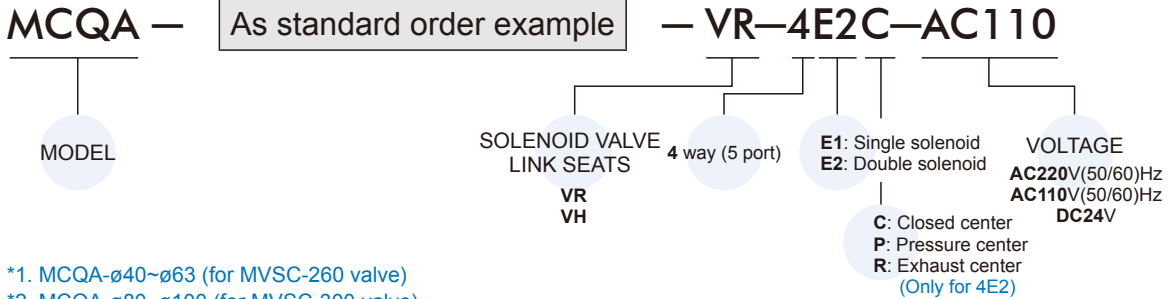 MCQA — As standard order example — VR—4E2C—AC110
MODEL
SOLENOID VALVE
LINK SEATS
VR
VH
4 way (5 port)
E1: Single solenoid
E2: Double solenoid
C: Closed center
P: Pressure center
R: Exhaust center
(Only for 4E2)
VOLTAGE
AC220V(50/60)Hz
AC110V(50/60)Hz
DC24V
*1. MCQA-ø40~ø63 (for MVSC-260 valve)